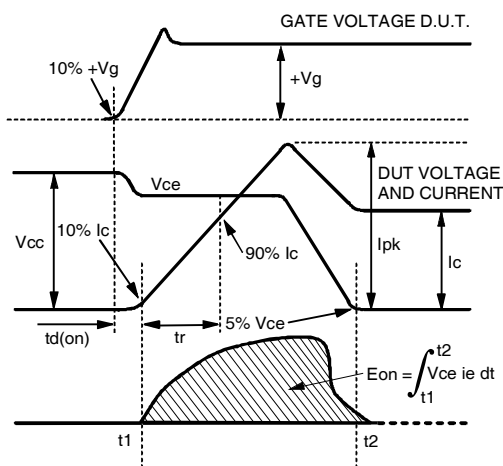 GATE VOLTAGE D.U.T.
10% +Vg
+Vg
Vce
DUT VOLTAGE
AND CURRENT
Vcc
10% Ic
90% Ic
Ipk
Ic
td(on)
tr
5% Vce
Eon = ∫ Vce ie dt
t2
t1
t1
t2